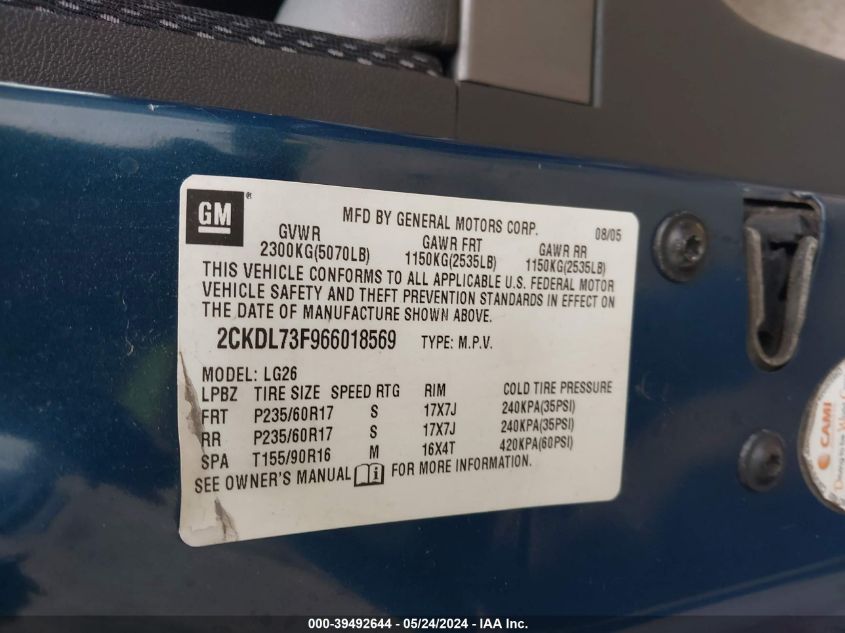 GM®
MFD BY GENERAL MOTORS CORP. 08/05
GVWR GAWR FRT GAWR RR
2300KG(5070LB) 1150KG(2535LB) 1150KG(2535LB)
THIS VEHICLE CONFORMS TO ALL APPLICABLE U.S. FEDERAL MOTOR
VEHICLE SAFETY AND THEFT PREVENTION STANDARDS IN EFFECT ON
THE DATE OF MANUFACTURE SHOWN ABOVE.
2CKDL73F966018569 TYPE: M.P.V.
MODEL: LG26
LPBZ TIRE SIZE SPEED RTG RIM COLD TIRE PRESSURE
FRT P235/60R17 S 17X7J 240KPA(35PSI)
RR P235/60R17 S 17X7J 240KPA(35PSI)
SPA T155/90R16 M 16X4T 420KPA(60PSI)
SEE OWNER'S MANUAL FOR MORE INFORMATION.
CAMI
000-39492644 / 05/24/2024 / IAA Inc.